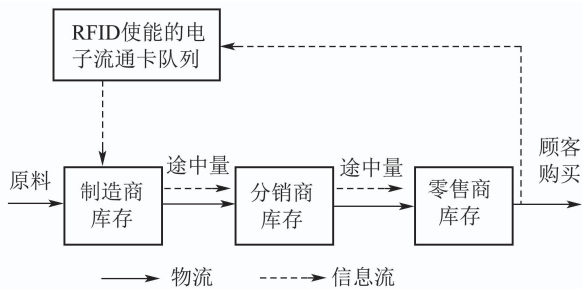 RFID使能的电
子流通卡队列
原料
制造商
库存
途中量
分销商
库存
途中量
零售商
库存
顾客
购买
物流
信息流